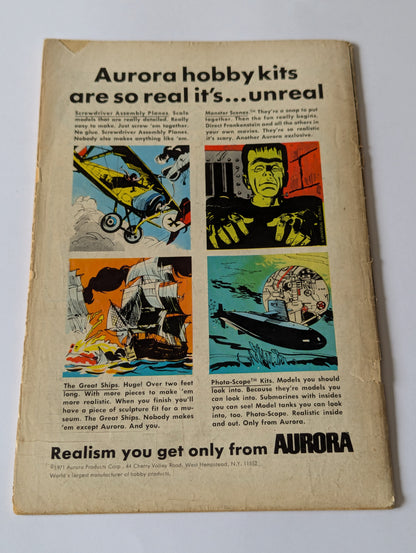 Aurora hobby kits
are so real it's...unreal
Screwdriver Assembly Planes. Scale
models that are really detailed. Really
easy to make. Just screw 'em together.
No glue. Screwdriver Assembly Planes.
Nobody also makes anything like 'em.
Monster Scenes™ They're a snap to put
together. Then the fun really begins.
Direct Frankenstein and all the others in
your own movies. They're so realistic
it's scary. Another Aurora exclusive.
The Great Ships. Huge! Over two feet
long. With more pieces to make 'em
more realistic. When you finish you'll
have a piece of sculpture fit for a mu-
seum. The Great Ships. Nobody makes
'em except Aurora. And you.
Photo-Scope™ Kits. Models you should
look into. Because they're models you
can look into. Submarines with insides
you can see! Model tanks you can look
into, too. Photo-Scope. Realistic inside
and out. Only from Aurora.
Realism you get only from AURORA
©1971 Aurora Products Corp., 44 Cherry Valley Road, West Hempstead, N.Y. 11552
World's largest manufacturer of hobby products.